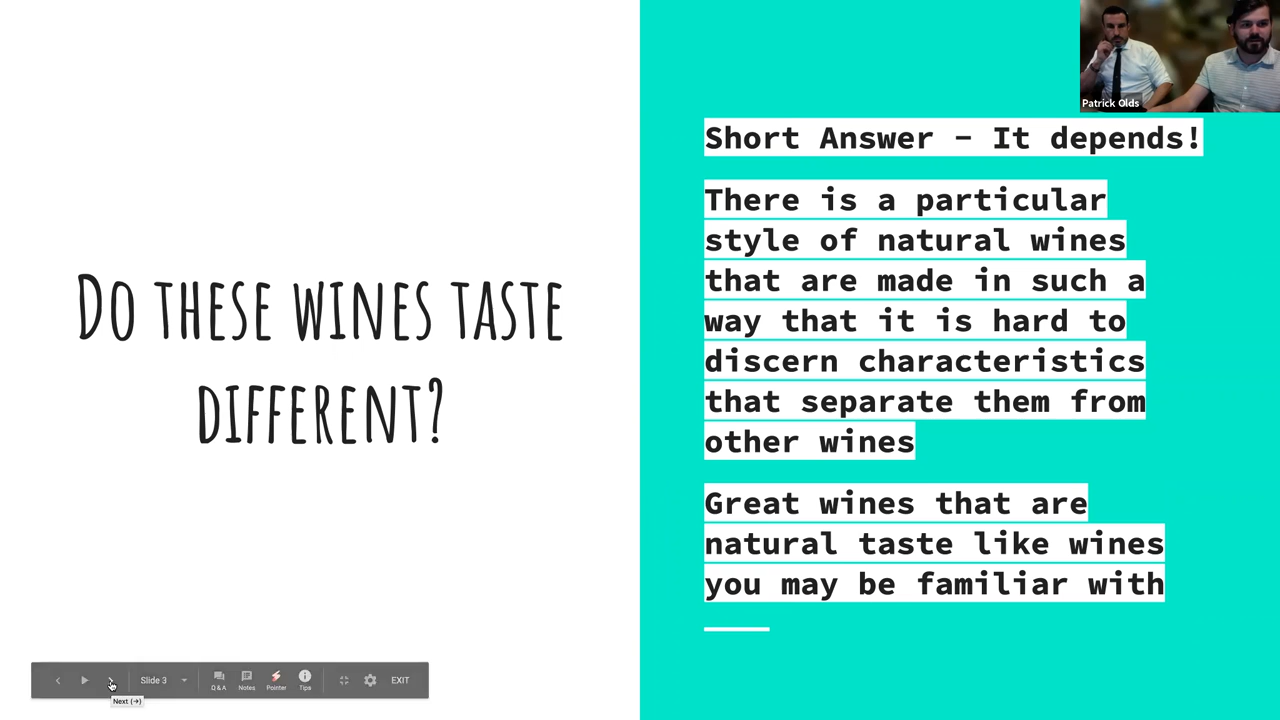 Patrick Olds
Do these wines taste
different?
Short Answer – It depends!
There is a particular
style of natural wines
that are made in such a
way that it is hard to
discern characteristics
that separate them from
other wines
Great wines that are
natural taste like wines
you may be familiar with
Slide 3
Q & A
Notes
Pointer
Tips
EXIT
Next (→)